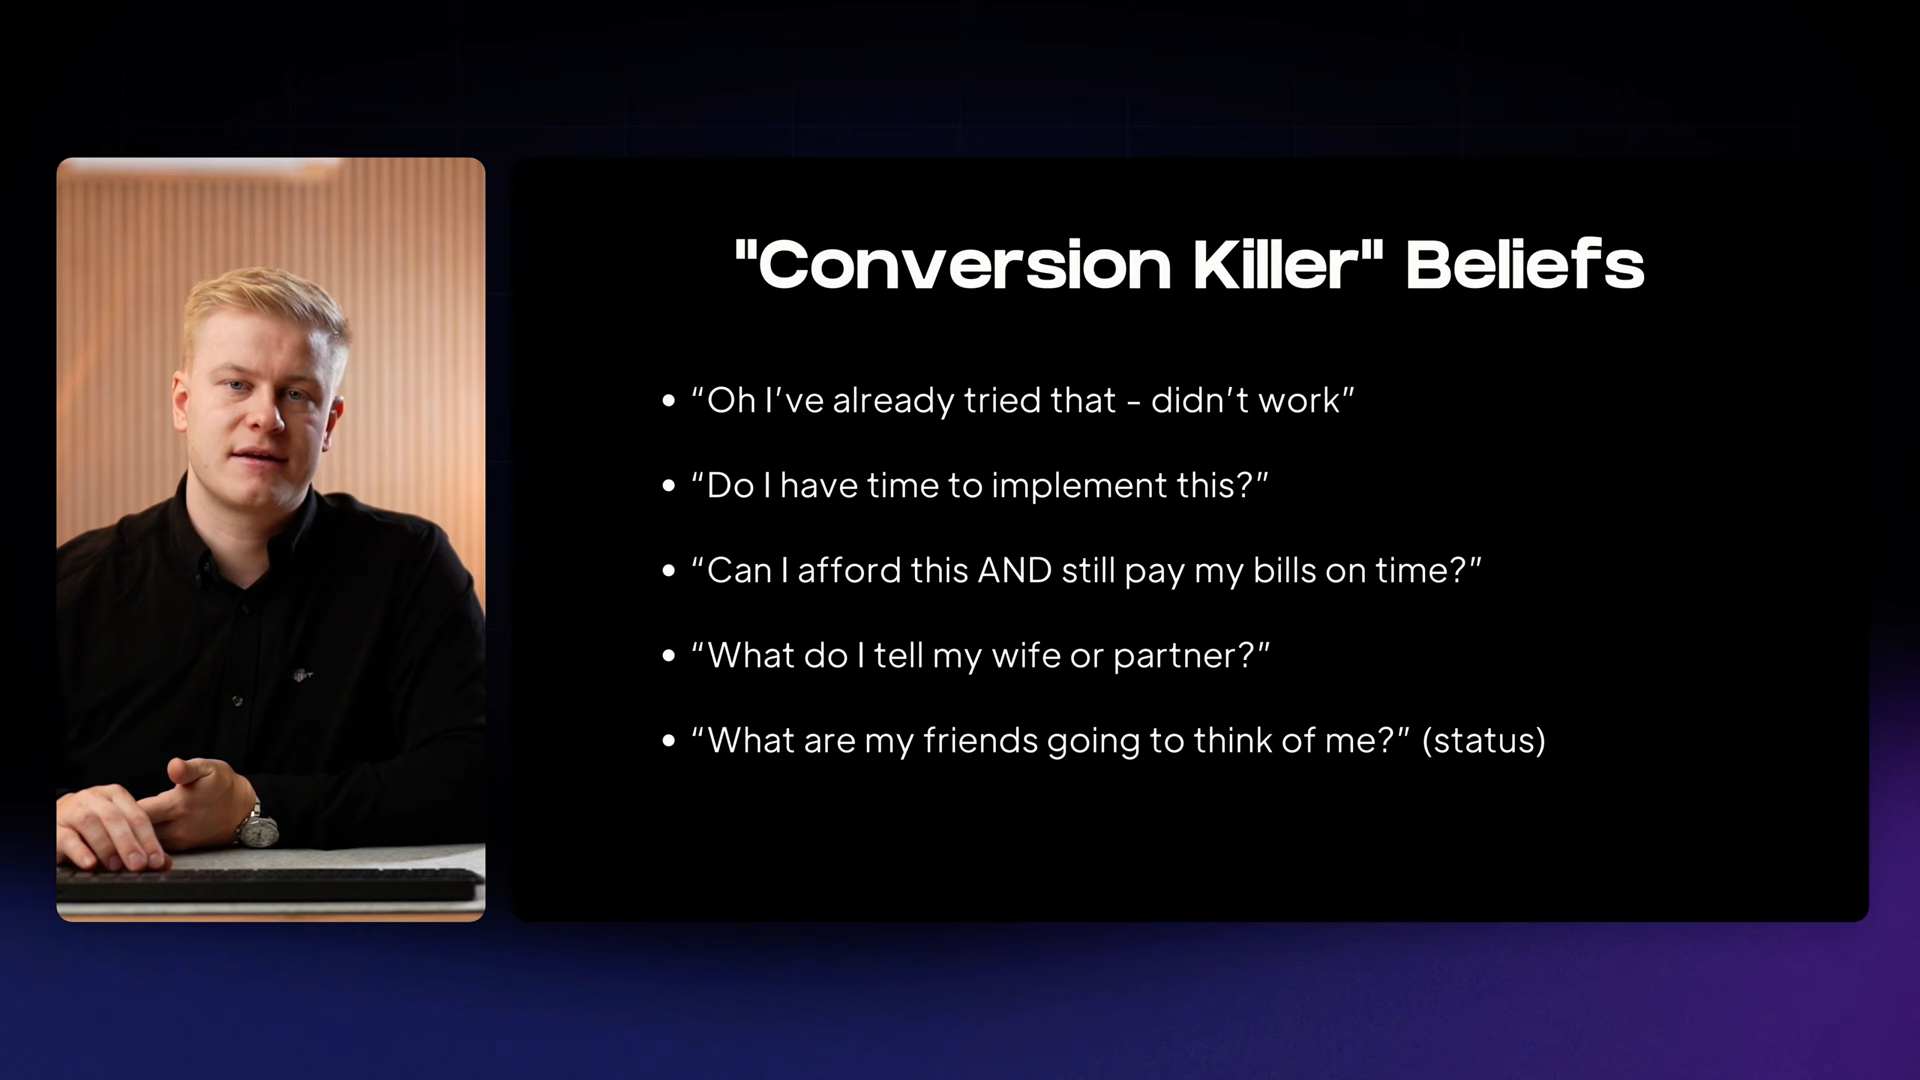 "Conversion Killer" Beliefs
• “Oh I’ve already tried that - didn’t work”
• “Do I have time to implement this?”
• “Can I afford this AND still pay my bills on time?”
• “What do I tell my wife or partner?”
• “What are my friends going to think of me?” (status)